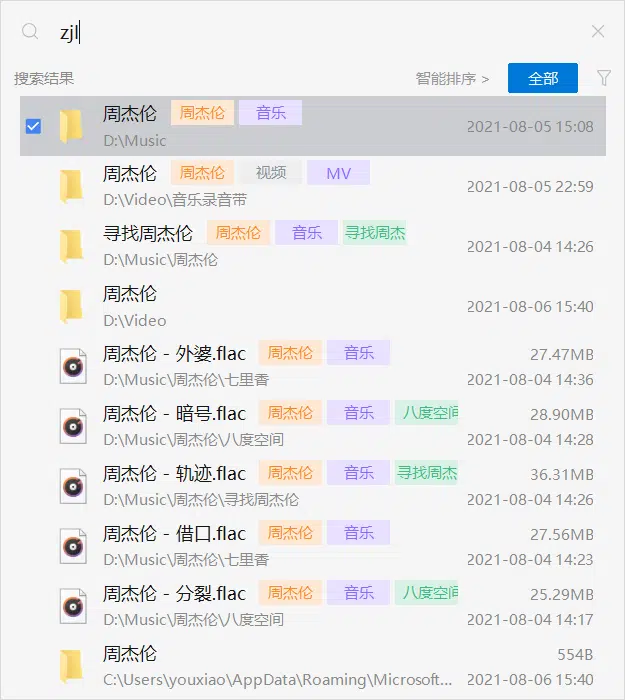 zjl
搜索结果 智能排序 > 全部
周杰伦 周杰伦 音乐
D:\Music 2021-08-05 15:08
周杰伦 周杰伦 视频 MV
D:\Video\音乐录音带 2021-08-05 22:59
寻找周杰伦 周杰伦 音乐 寻找周杰
D:\Music\周杰伦 2021-08-04 14:26
周杰伦
D:\Video 2021-08-06 15:40
周杰伦 - 外婆.flac 周杰伦 音乐 27.47MB
D:\Music\周杰伦\七里香 2021-08-04 14:36
周杰伦 - 暗号.flac 周杰伦 音乐 八度空间 28.90MB
D:\Music\周杰伦\八度空间 2021-08-04 14:28
周杰伦 - 轨迹.flac 周杰伦 音乐 寻找周杰 36.31MB
D:\Music\周杰伦\寻找周杰伦 2021-08-04 14:26
周杰伦 - 借口.flac 周杰伦 音乐 27.56MB
D:\Music\周杰伦\七里香 2021-08-04 14:23
周杰伦 - 分裂.flac 周杰伦 音乐 八度空间 25.29MB
D:\Music\周杰伦\八度空间 2021-08-04 14:17
周杰伦 554B
C:\Users\youxiao\AppData\Roaming\Microsoft... 2021-08-06 15:40